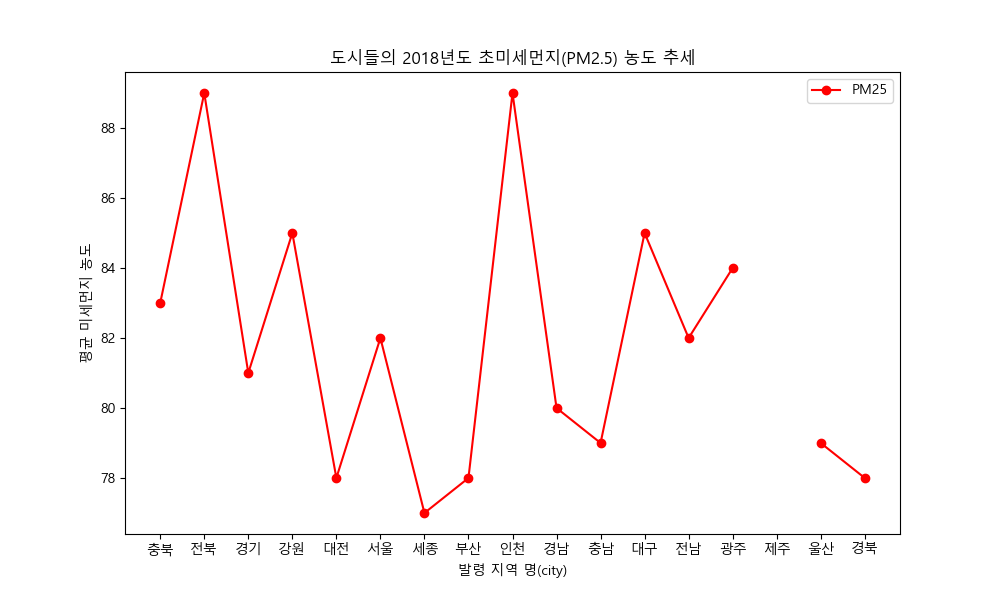 도시들의 2018년도 초미세먼지(PM2.5) 농도 추세
PM25
88
86
84
82
80
78
평균 미세먼지 농도
충북 전북 경기 강원 대전 서울 세종 부산 인천 경남 충남 대구 전남 광주 제주 울산 경북
발령 지역 명(city)